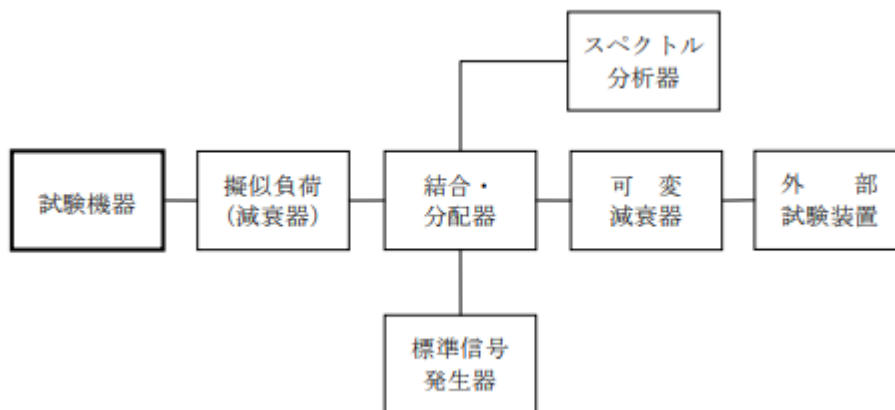 スペクトル
分析器
試験機器
擬似負荷
(減衰器)
結合・
分配器
可 変
減衰器
外 部
試験装置
標準信号
発生器